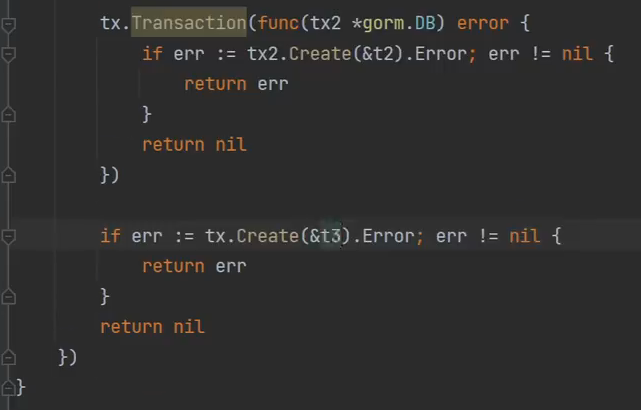 tx.Transaction(func(tx2 *gorm.DB) error {
if err := tx2.Create(&t2).Error; err != nil {
return err
}
return nil
})
if err := tx.Create(&t3).Error; err != nil {
return err
}
return nil
})
}